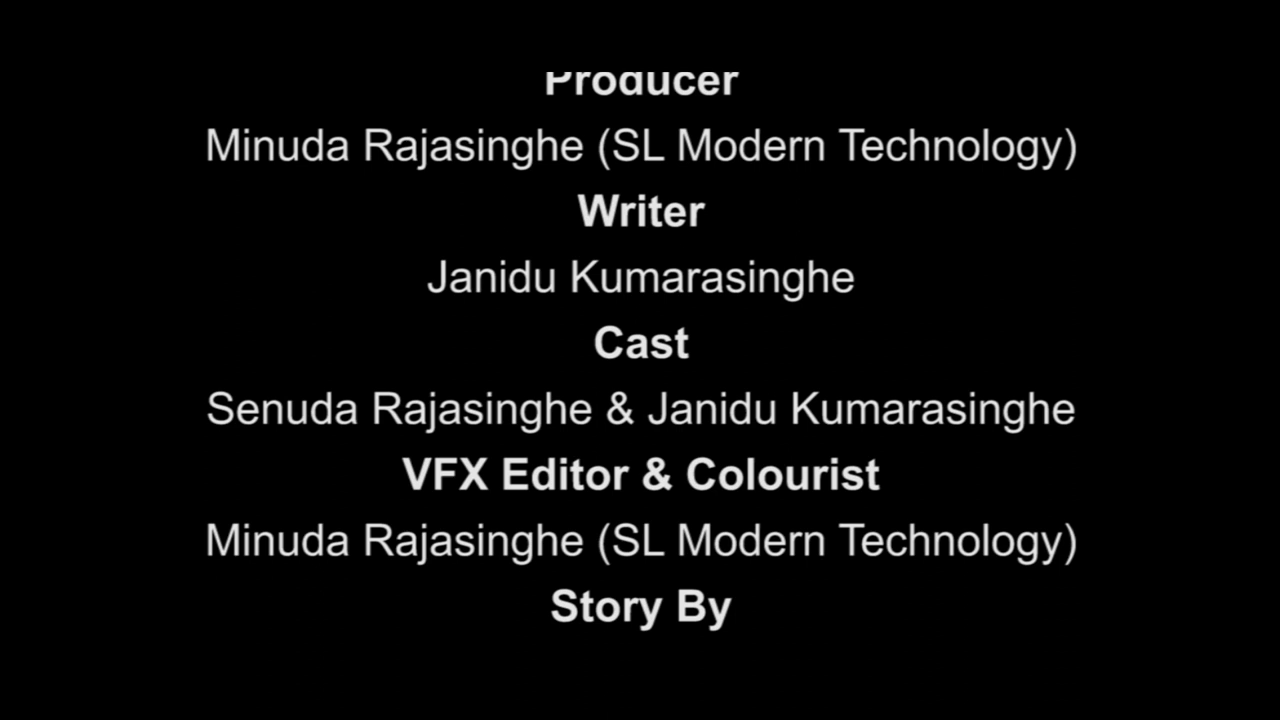 Producer
Minuda Rajasinghe (SL Modern Technology)
Writer
Janidu Kumarasinghe
Cast
Senuda Rajasinghe & Janidu Kumarasinghe
VFX Editor & Colourist
Minuda Rajasinghe (SL Modern Technology)
Story By